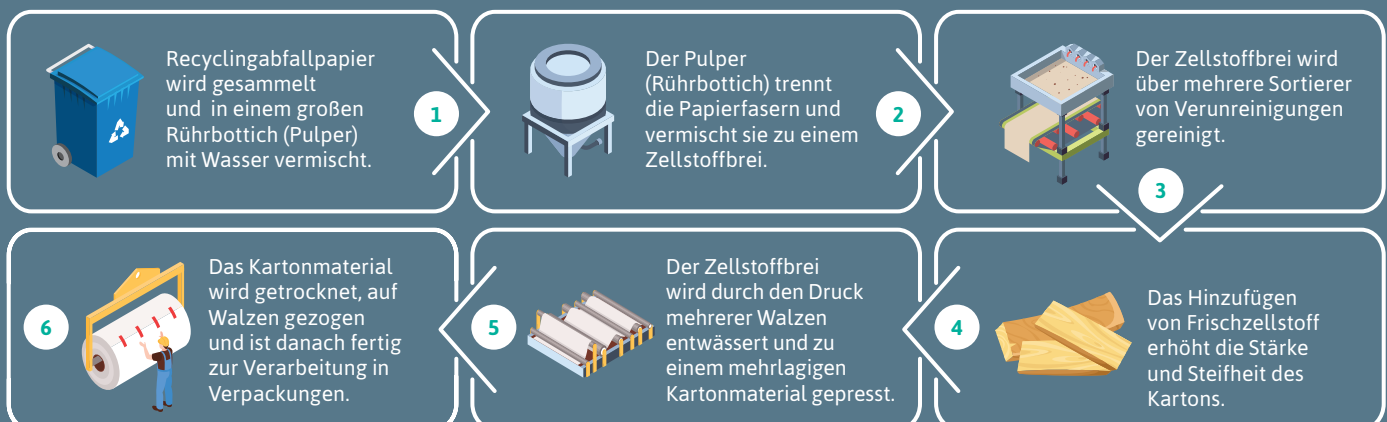 Recyclingabfallpapier
wird gesammelt
und in einem großen
Rührbottich (Pulper)
mit Wasser vermischt.
1
Der Pulper
(Rührbottich) trennt
die Papierfasern und
vermischt sie zu einem
Zellstoffbrei.
2
Der Zellstoffbrei wird
über mehrere Sortierer
von Verunreinigungen
gereinigt.
3
Das Hinzufügen
von Frischzellstoff
erhöht die Stärke
und Steifheit des
Kartons.
4
Der Zellstoffbrei
wird durch den Druck
mehrerer Walzen
entwässert und zu
einem mehrlagigen
Kartonmaterial gepresst.
5
Das Kartonmaterial
wird getrocknet, auf
Walzen gezogen
und ist danach fertig
zur Verarbeitung in
Verpackungen.
6